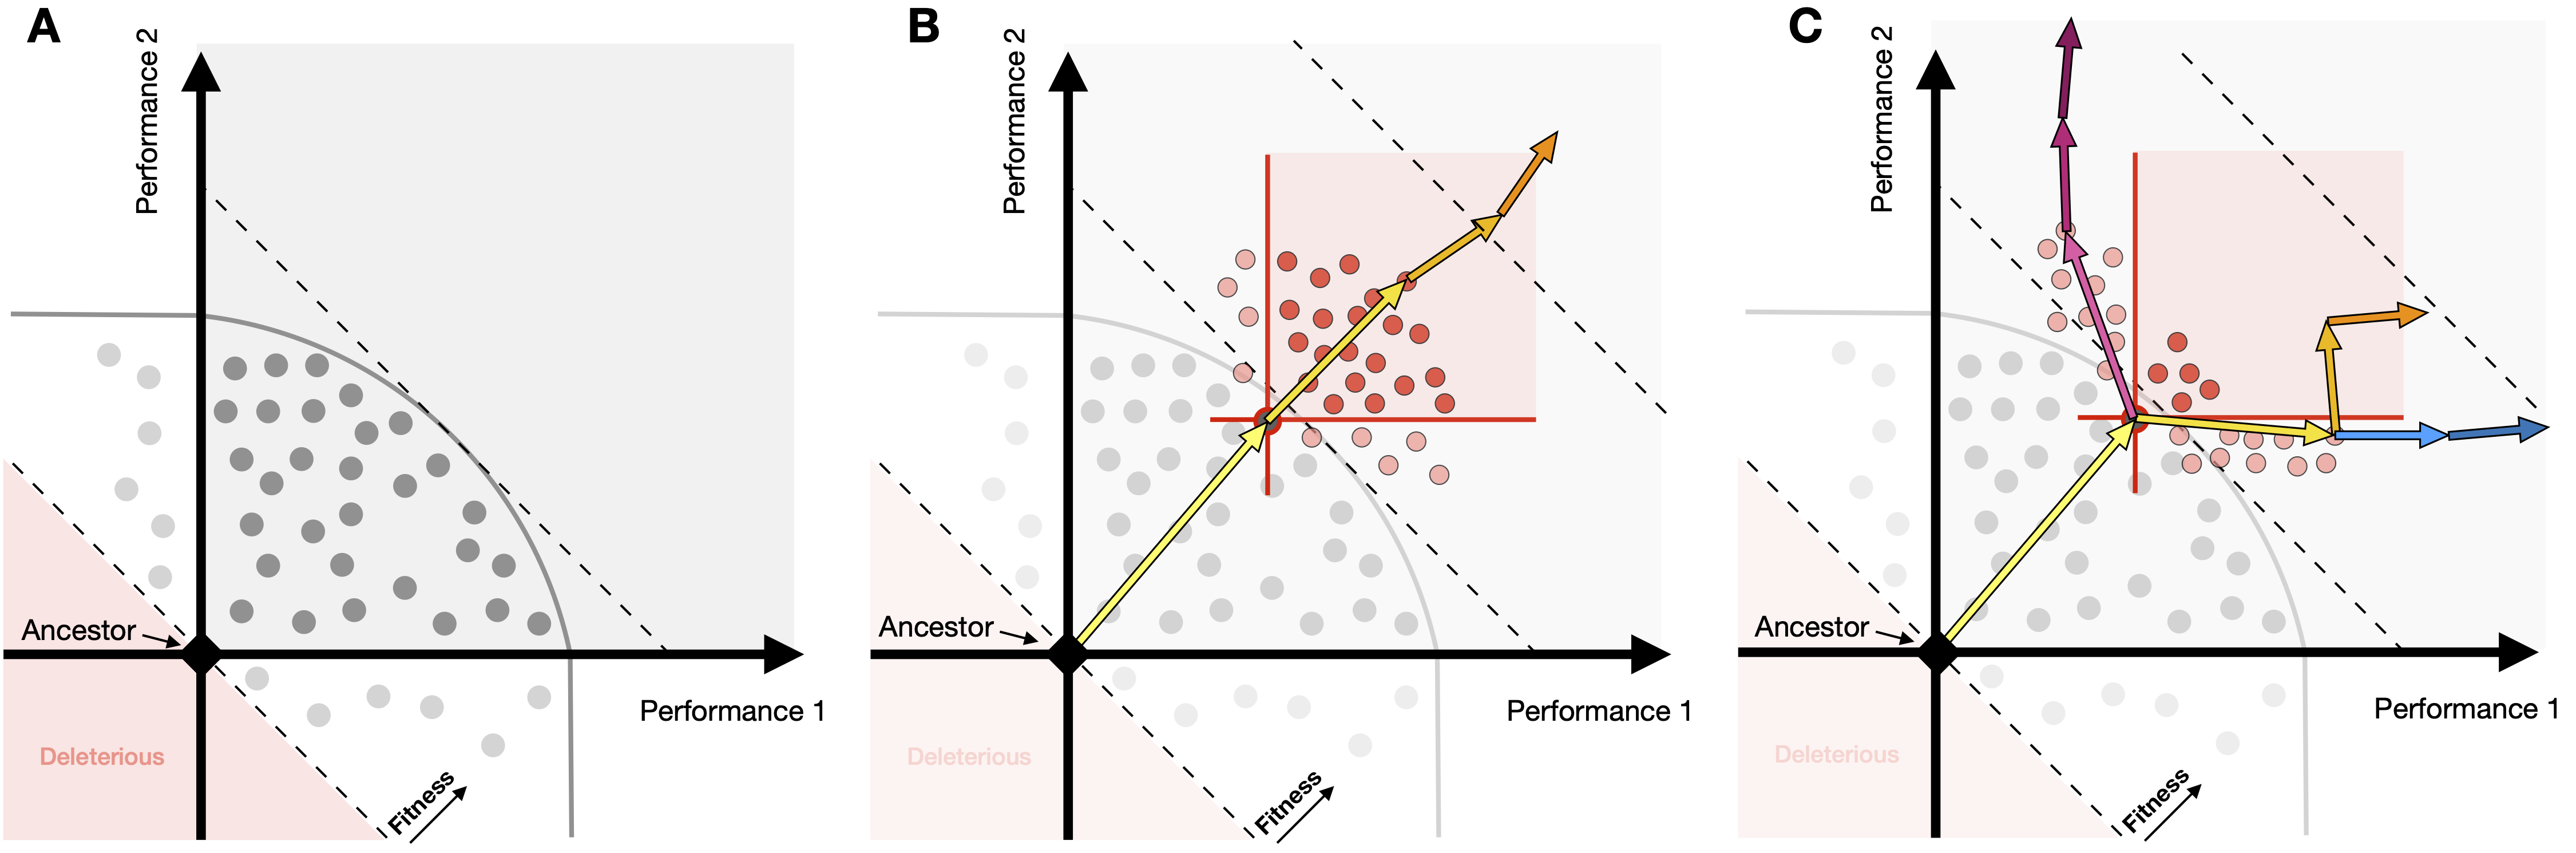 A
Performance 2
Ancestor
Performance 1
Deleterious
Fitness
B
Performance 2
Ancestor
Performance 1
Deleterious
Fitness
C
Performance 2
Ancestor
Performance 1
Deleterious
Fitness